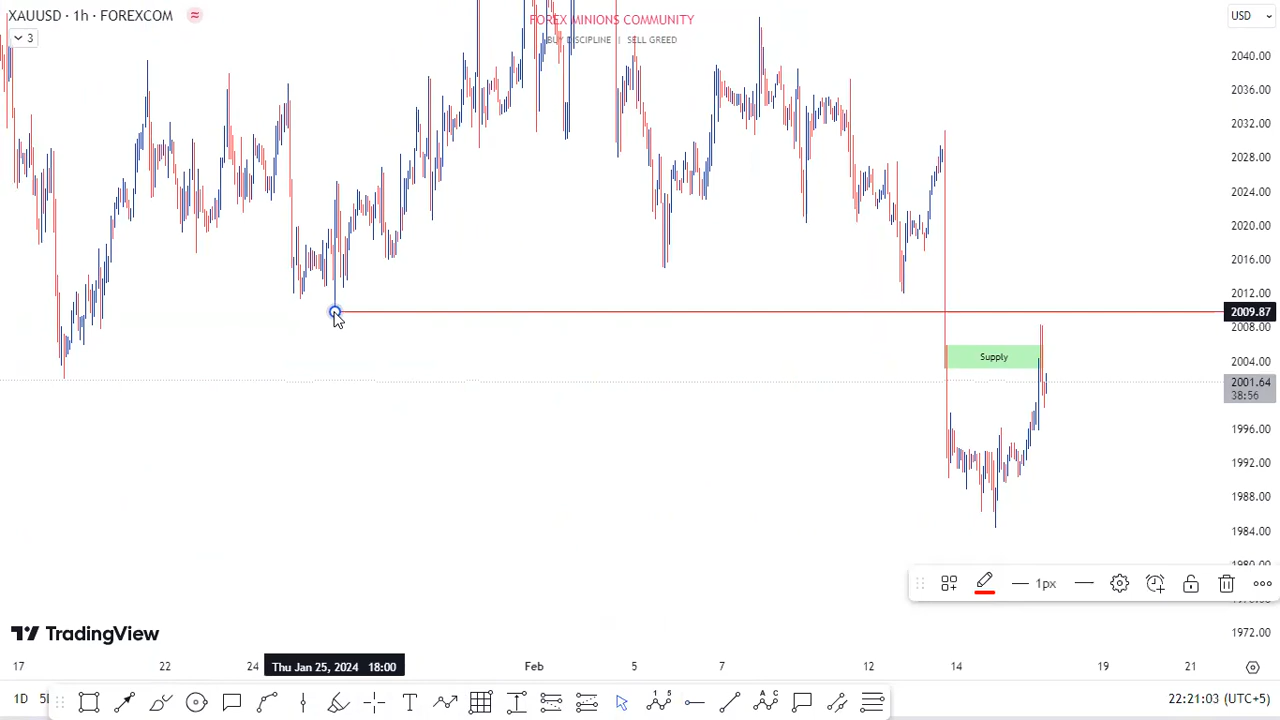 XAUUSD • 1h • FOREXCOM
3
FOREX MINIONS COMMUNITY
BUY DISCIPLINE | SELL GREED
USD
2040.00
2036.00
2032.00
2028.00
2024.00
2020.00
2016.00
2012.00
2009.87
2008.00
2004.00
2001.64
38:56
1996.00
1992.00
1988.00
1984.00
1972.00
Supply
1px
TradingView
17
22
24
Thu Jan 25, 2024 18:00
Feb
5
7
12
14
19
21
1D
T
22:21:03 (UTC+5)